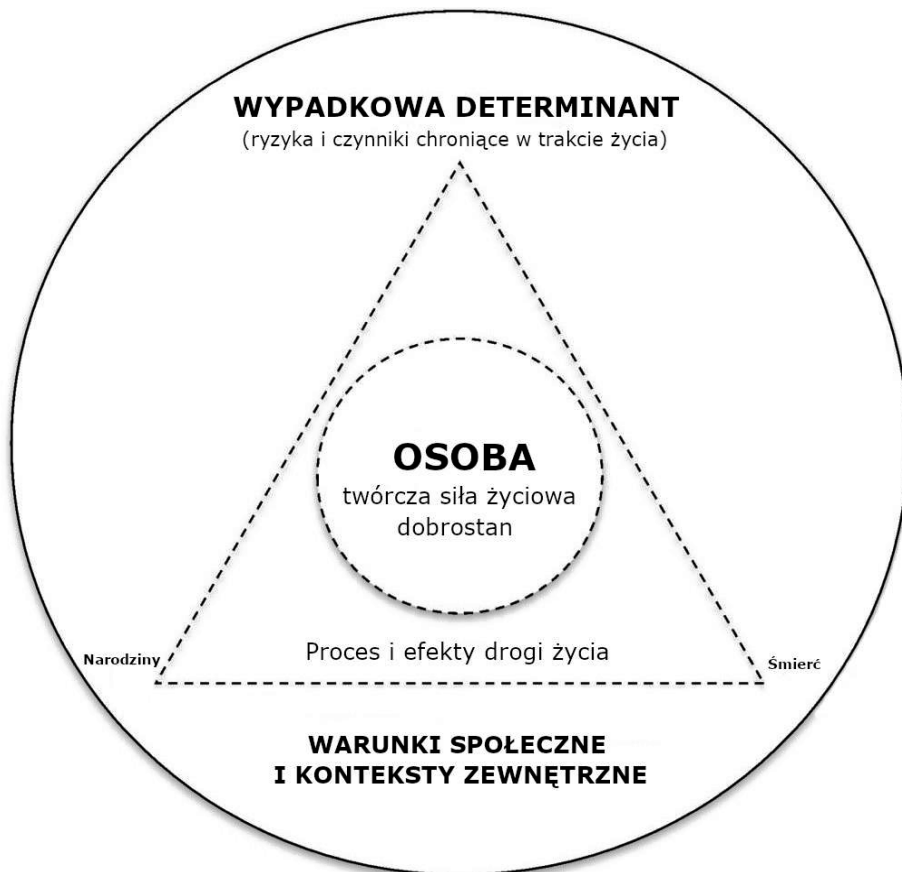 WYPADKOWA DETERMINANT
(ryzyka i czynniki chroniące w trakcie życia)
OSOBA
twórcza siła życiowa
dobrostan
Narodziny
Proces i efekty drogi życia
Śmierć
WARUNKI SPOŁECZNE
I KONTEKSTY ZEWNĘTRZNE